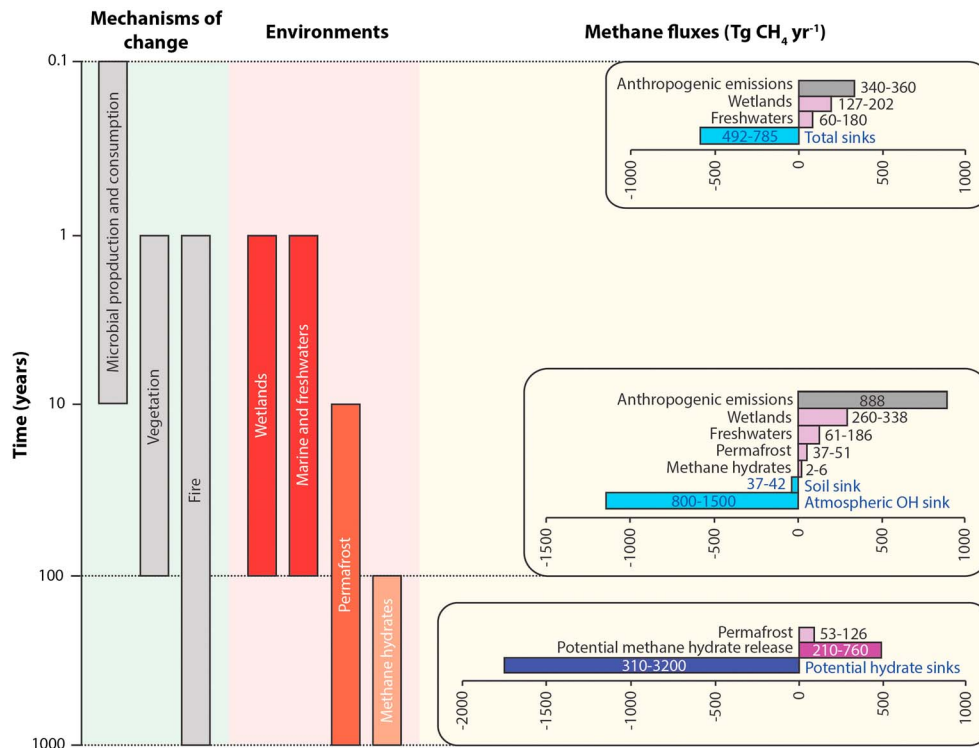 Mechanisms of
change
Environments
Methane fluxes (Tg CH₄ yr⁻¹)
Time (years)
0.1
1
10
100
1000
Microbial propduction and consumption
Vegetation
Fire
Wetlands
Marine and freshwaters
Permafrost
Methane hydrates
Anthropogenic emissions 340-360
Wetlands 127-202
Freshwaters 60-180
492-785 Total sinks
-1000 -500 0 500 1000
Anthropogenic emissions 888
Wetlands 260-338
Freshwaters 61-186
Permafrost 37-51
Methane hydrates 2-6
37-42 Soil sink
800-1500 Atmospheric OH sink
-1500 -1000 -500 0 500 1000
Permafrost 53-126
Potential methane hydrate release 210-760
310-3200 Potential hydrate sinks
-2000 -1500 -1000 -500 0 500 1000